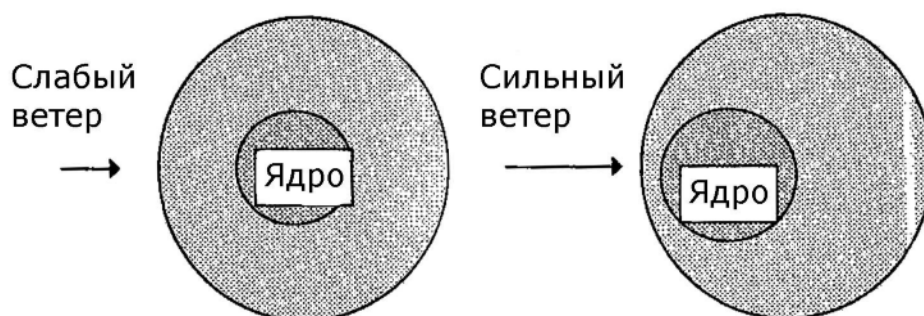 Слабый
ветер
Ядро
Сильный
ветер
Ядро